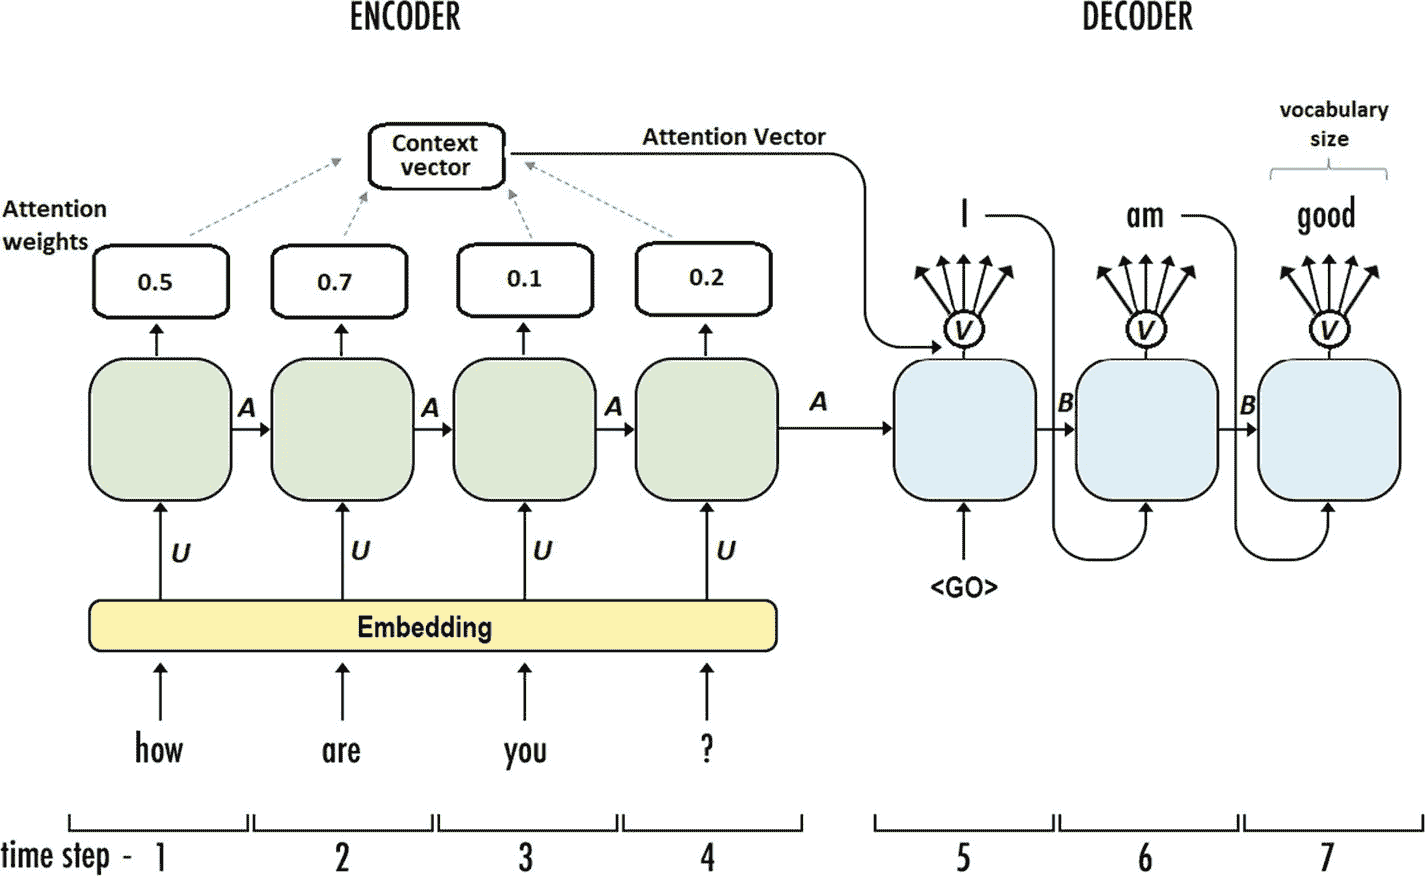 ENCODER
DECODER
Context
vector
Attention Vector
vocabulary
size
Attention
weights
I
am
good
0.5
0.7
0.1
0.2
V
V
V
A
A
A
A
B
B
U
U
U
U
<GO>
Embedding
how
are
you
?
time step - 1 2 3 4 5 6 7